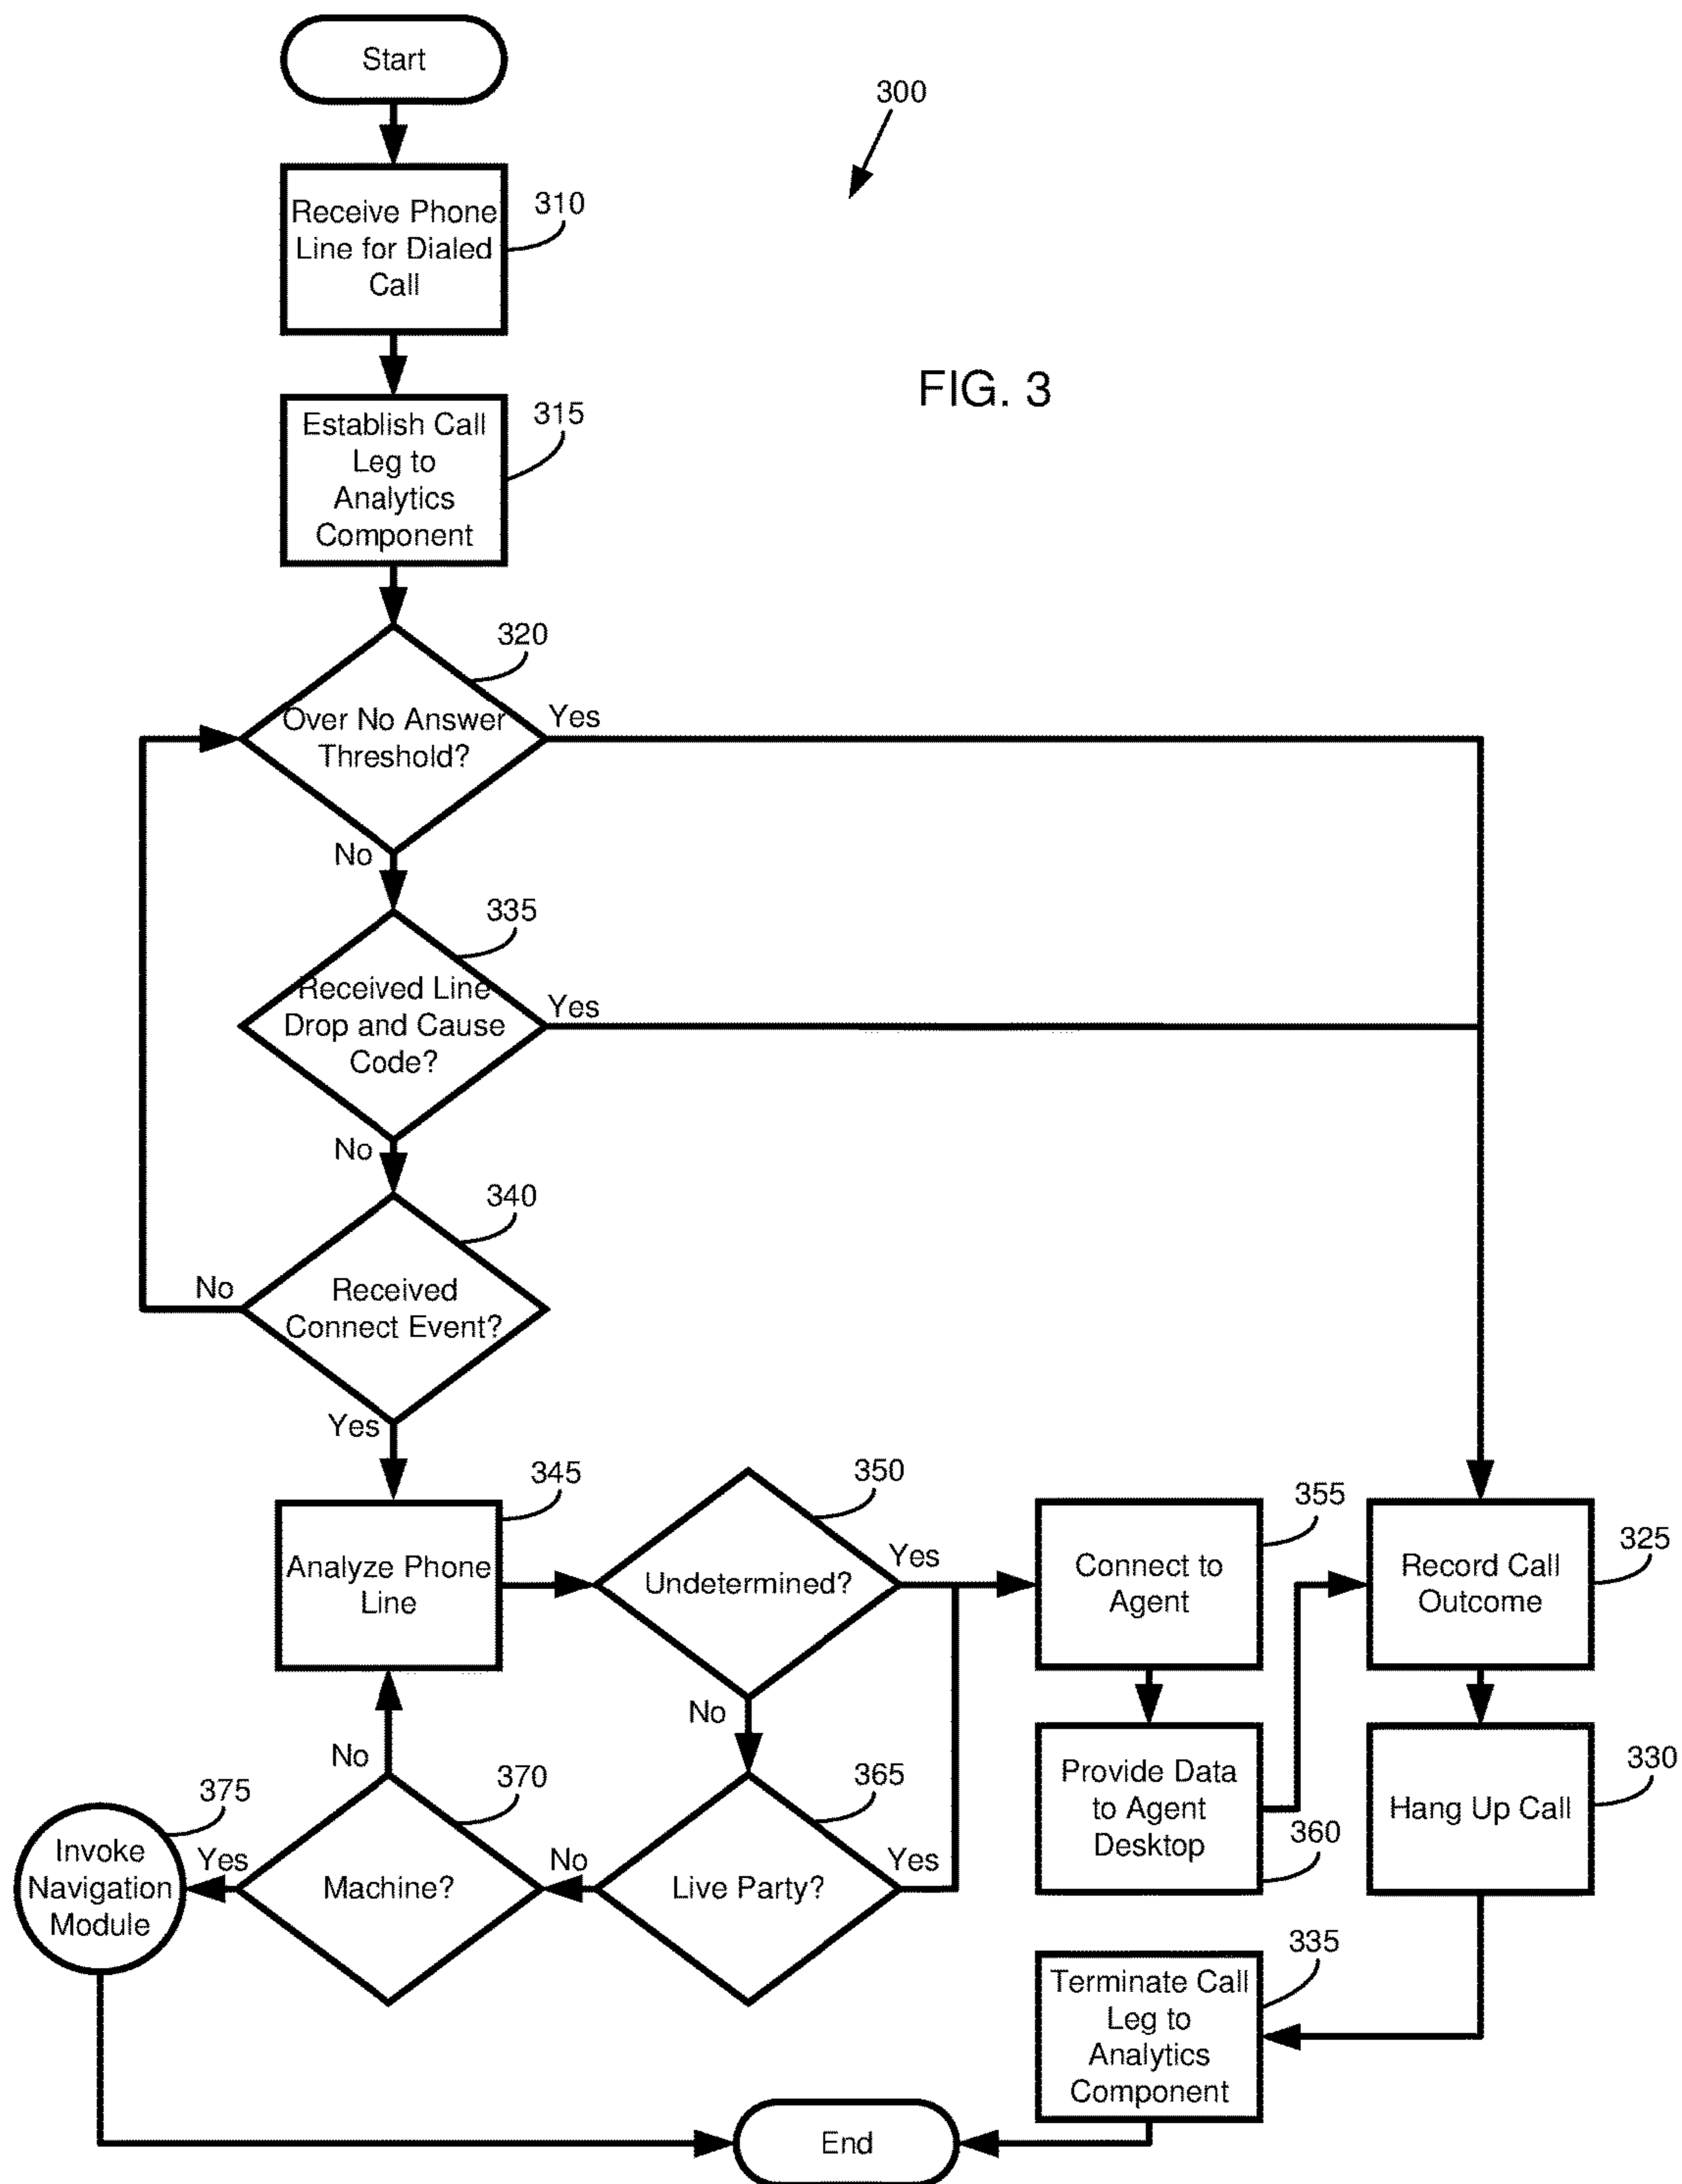 Start
300
Receive Phone
Line for Dialed
Call
310
FIG. 3
Establish Call
Leg to
Analytics
Component
315
320
Over No Answer
Threshold?
Yes
No
335
Received Line
Drop and Cause
Code?
Yes
No
340
Received
Connect Event?
No
Yes
345
Analyze Phone
Line
350
Undetermined?
Yes
No
355
Connect to
Agent
325
Record Call
Outcome
360
Provide Data
to Agent
Desktop
330
Hang Up Call
365
Live Party?
Yes
No
370
Machine?
No
Yes
375
Invoke
Navigation
Module
335
Terminate Call
Leg to
Analytics
Component
End